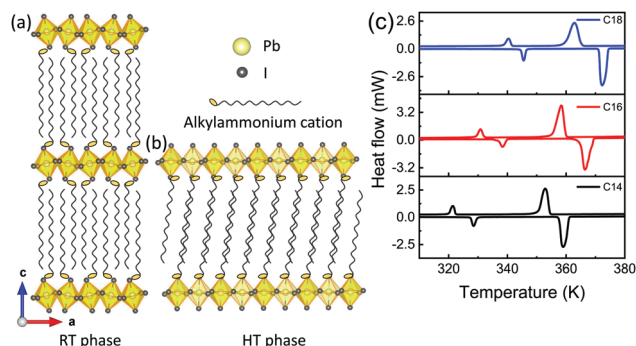 (a)
Pb
I
Alkylammonium cation
(b)
c
a
RT phase
HT phase
(c)
2.6
0.0
-2.6
C18
3.2
0.0
-3.2
C16
2.5
0.0
-2.5
C14
Heat flow (mW)
320 340 360 380
Temperature (K)